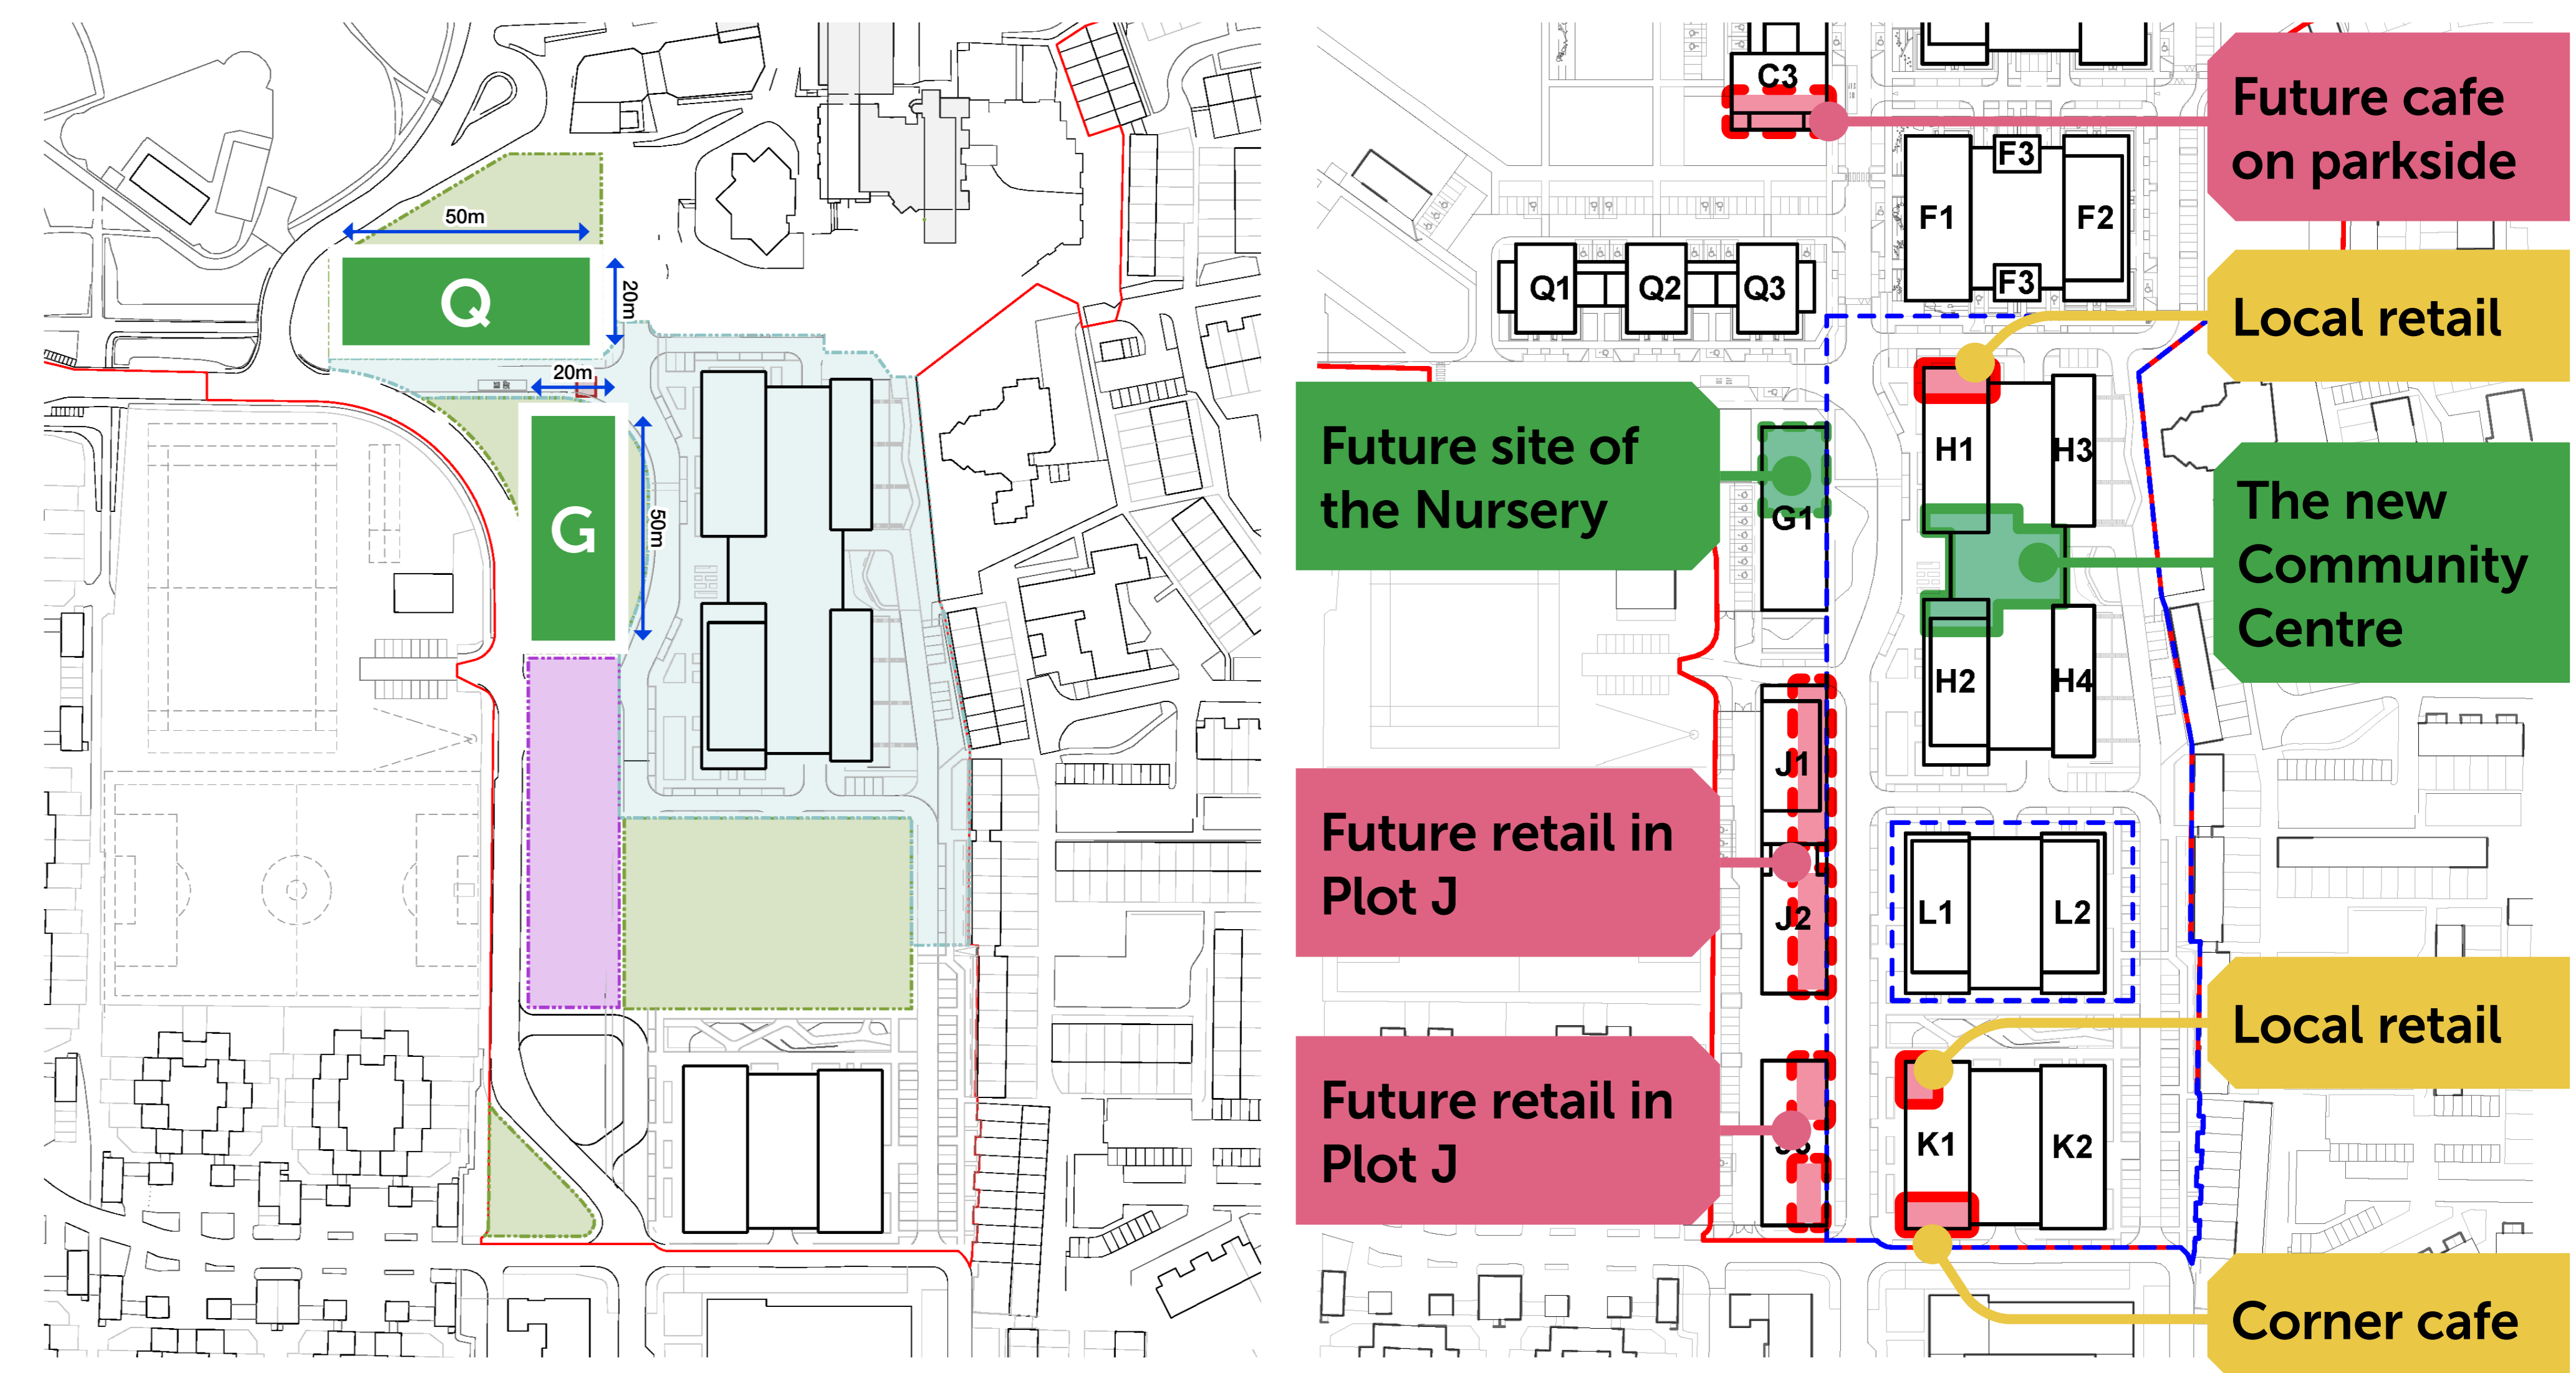 50m
Q
20m
20m
G
50m
C3
Future cafe
on parkside
F3
F1
F2
F3
Q1
Q2
Q3
Local retail
Future site of
the Nursery
G1
H1
H3
The new
Community
Centre
H2
H4
J1
Future retail in
Plot J
J2
L1
L2
Local retail
Future retail in
Plot J
K1
K2
Corner cafe